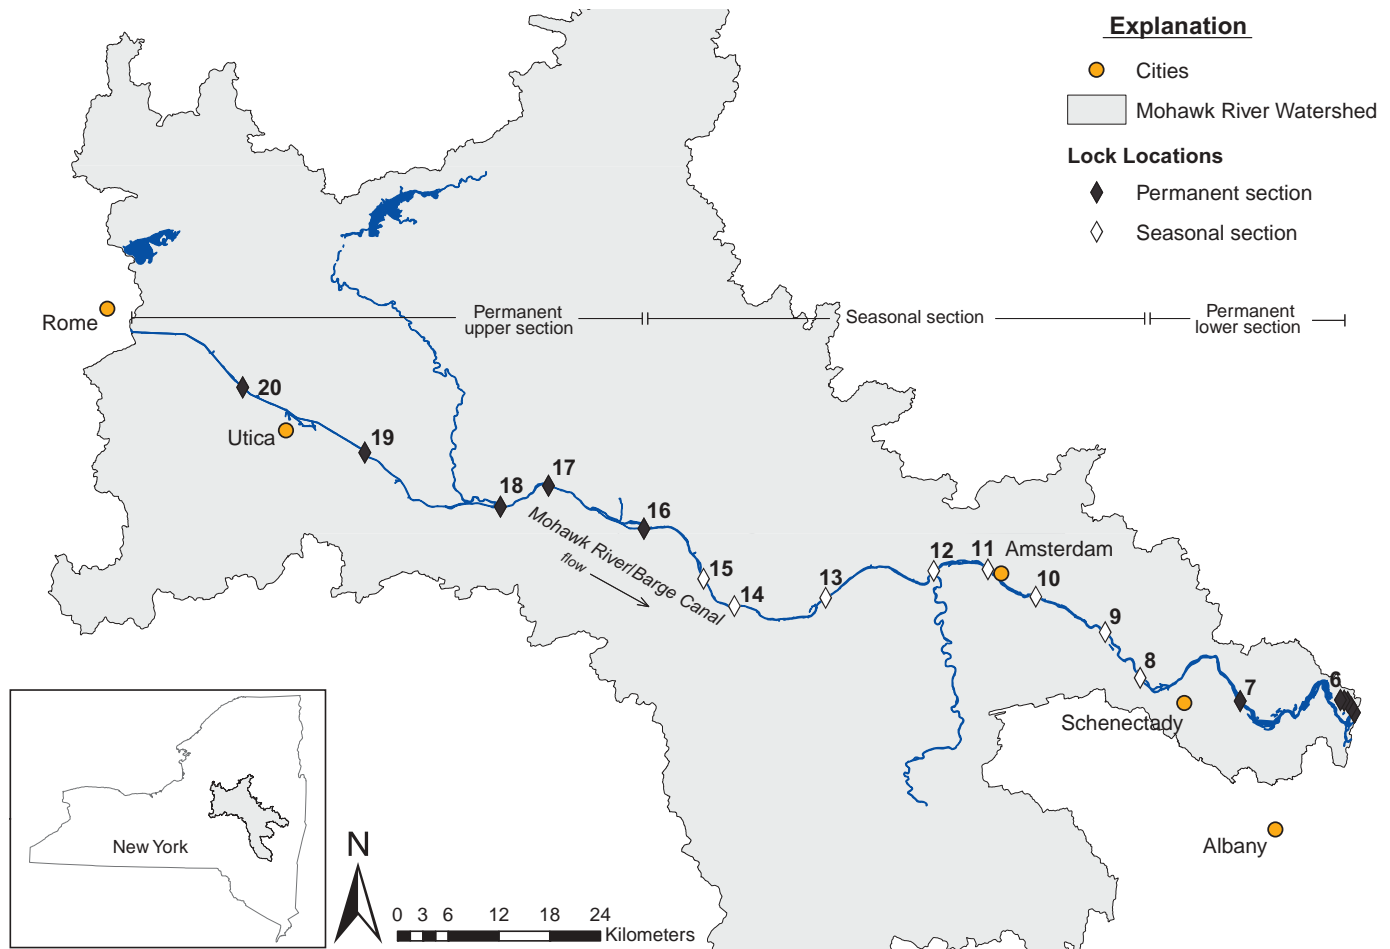 Explanation
Cities
Mohawk River Watershed
Lock Locations
Permanent section
Seasonal section
Permanent
upper section
Seasonal section
Permanent
lower section
Rome
20
Utica
19
18
17
16
15
14
13
12
11
Amsterdam
10
9
8
7
6
Mohawk River/Barge Canal
flow
Schenectady
Albany
New York
N
0 3 6 12 18 24
Kilometers